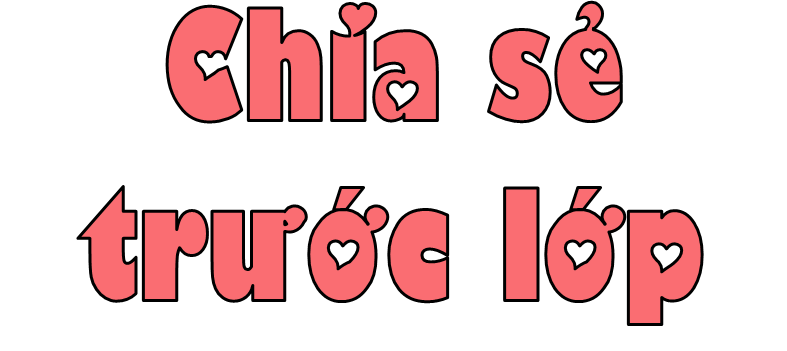 Chia sẻ
trước lớp